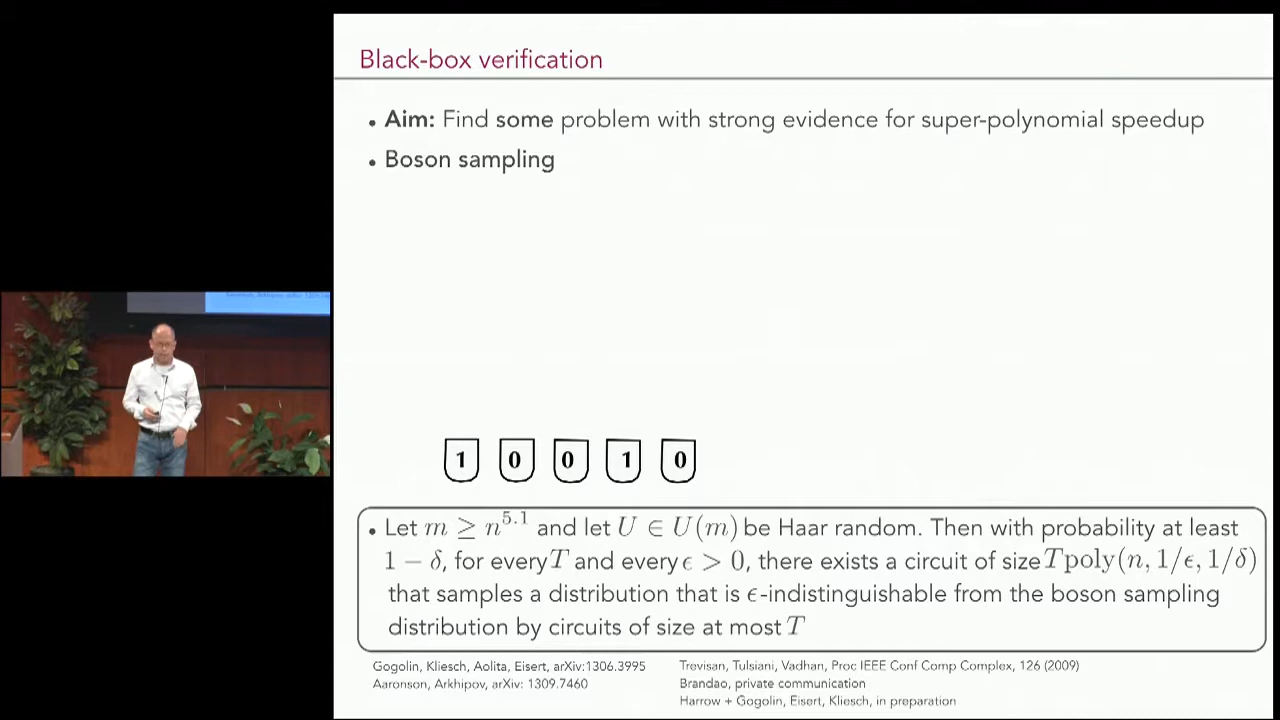 Black-box verification
• Aim: Find some problem with strong evidence for super-polynomial speedup
• Boson sampling
1 0 0 1 0
• Let m ≥ n^{5.1} and let U ∈ U(m) be Haar random. Then with probability at least
1 − δ, for every T and every ϵ > 0, there exists a circuit of size T poly(n, 1/ϵ, 1/δ)
that samples a distribution that is ϵ-indistinguishable from the boson sampling
distribution by circuits of size at most T
Gogolin, Kliesch, Aolita, Eisert, arXiv:1306.3995
Aaronson, Arkhipov, arXiv: 1309.7460
Trevisan, Tulsiani, Vadhan, Proc IEEE Conf Comp Complex, 126 (2009)
Brandao, private communication
Harrow + Gogolin, Eisert, Kliesch, in preparation